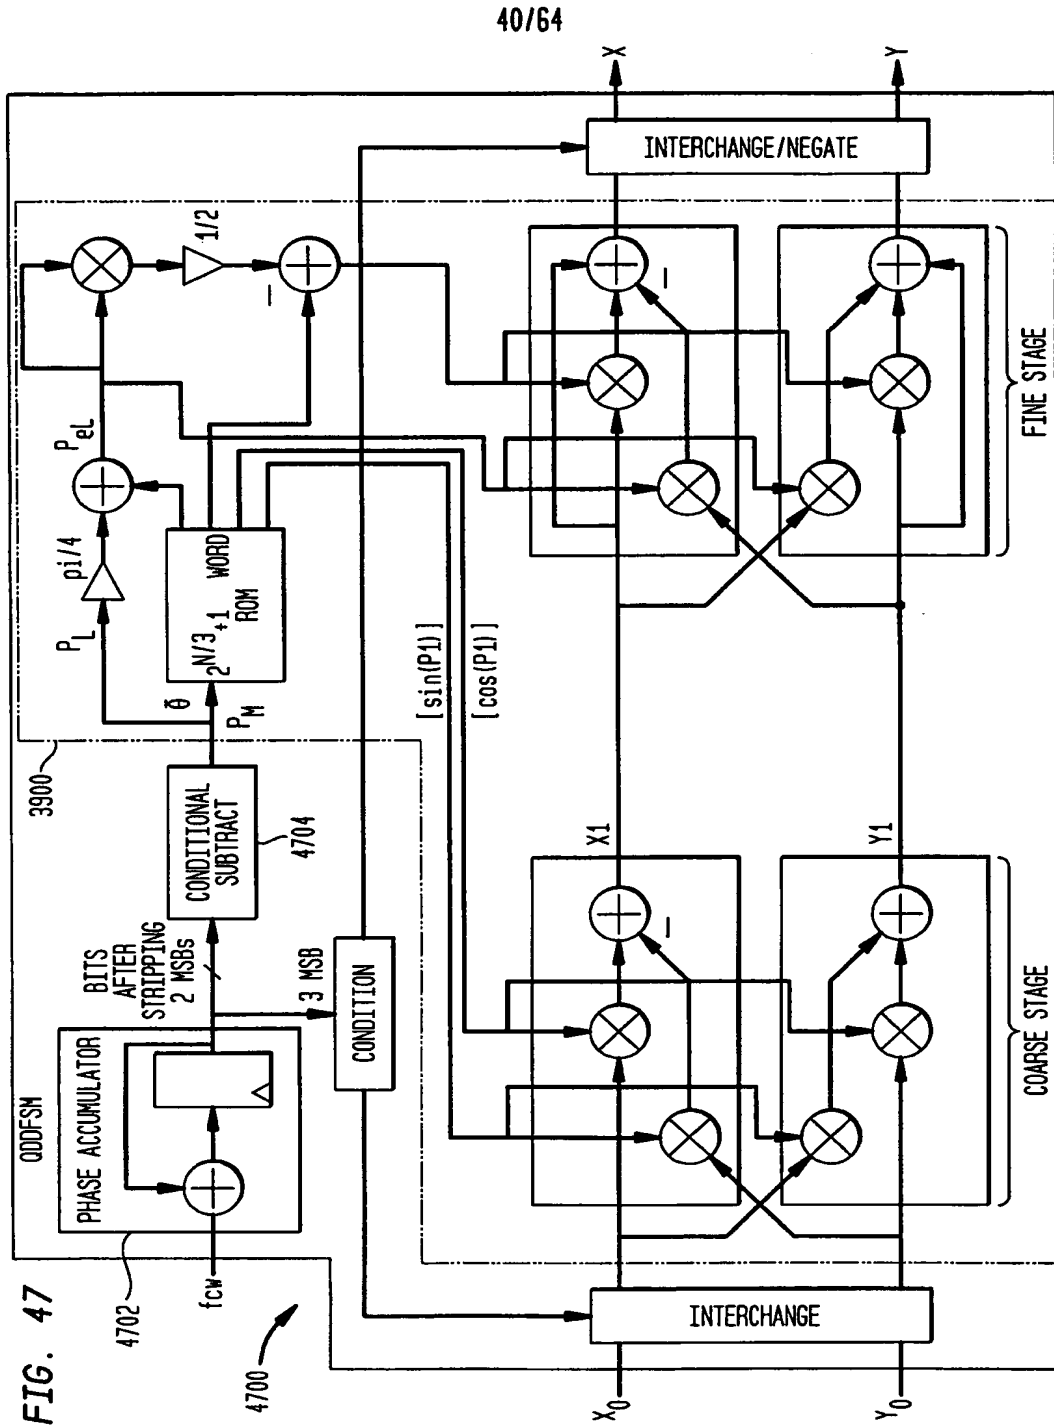 40/64
FIG. 47
4700
QDDFSM
PHASE ACCUMULATOR
4702
fcw
BITS
AFTER
STRIPPING
2 MSBs
CONDITIONAL
SUBTRACT
4704
3900
3 MSB
CONDITION
θ̄
P_M
P_L
pi/4
P_eL
2^N/3+1 WORD
ROM
1/2
−
[sin(P1)]
[cos(P1)]
X_0
Y_0
INTERCHANGE
−
COARSE STAGE
X1
Y1
−
FINE STAGE
INTERCHANGE/NEGATE
X
Y